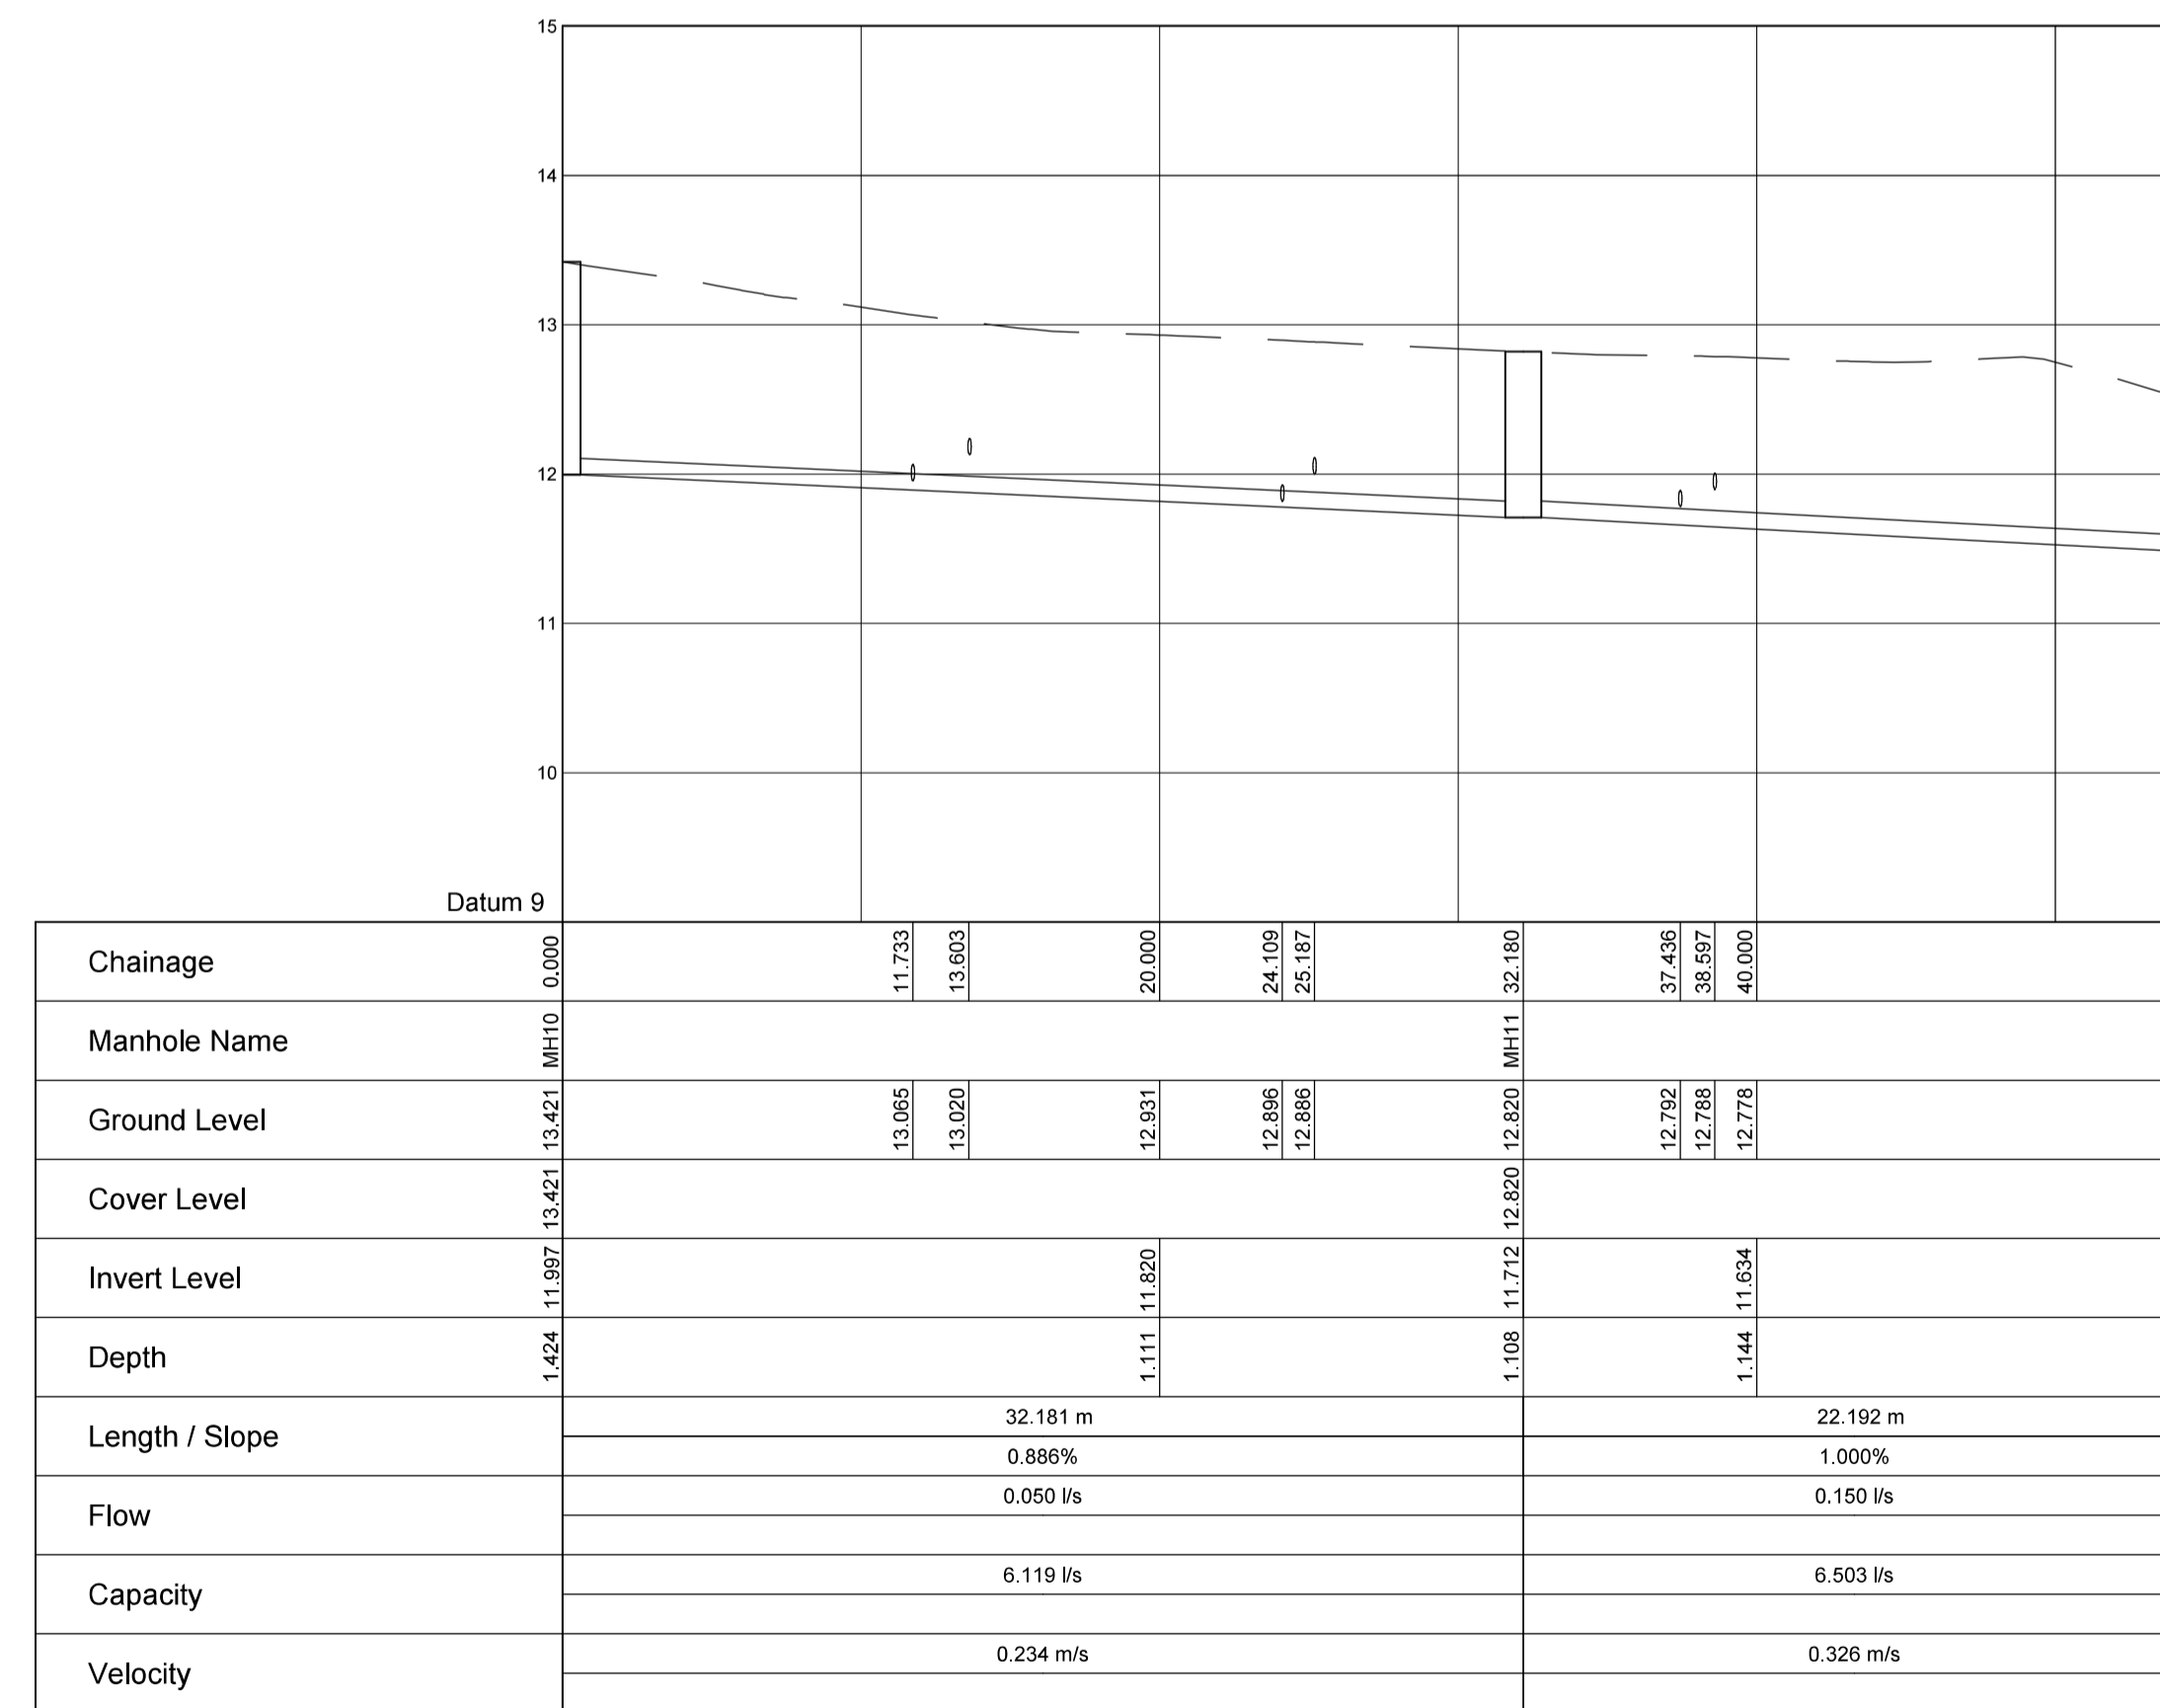 15
14
13
12
11
10
Datum 9
Chainage 0.000 11.733 13.603 20.000 24.109 25.187 32.180 37.436 38.597 40.000
Manhole Name MH10 MH11
Ground Level 13.421 13.065 13.020 12.931 12.896 12.886 12.820 12.792 12.788 12.778
Cover Level 13.421 12.820
Invert Level 11.997 11.820 11.712 11.634
Depth 1.424 1.111 1.108 1.144
Length / Slope
32.181 m 22.192 m
0.886% 1.000%
Flow
0.050 l/s 0.150 l/s
Capacity
6.119 l/s 6.503 l/s
Velocity
0.234 m/s 0.326 m/s